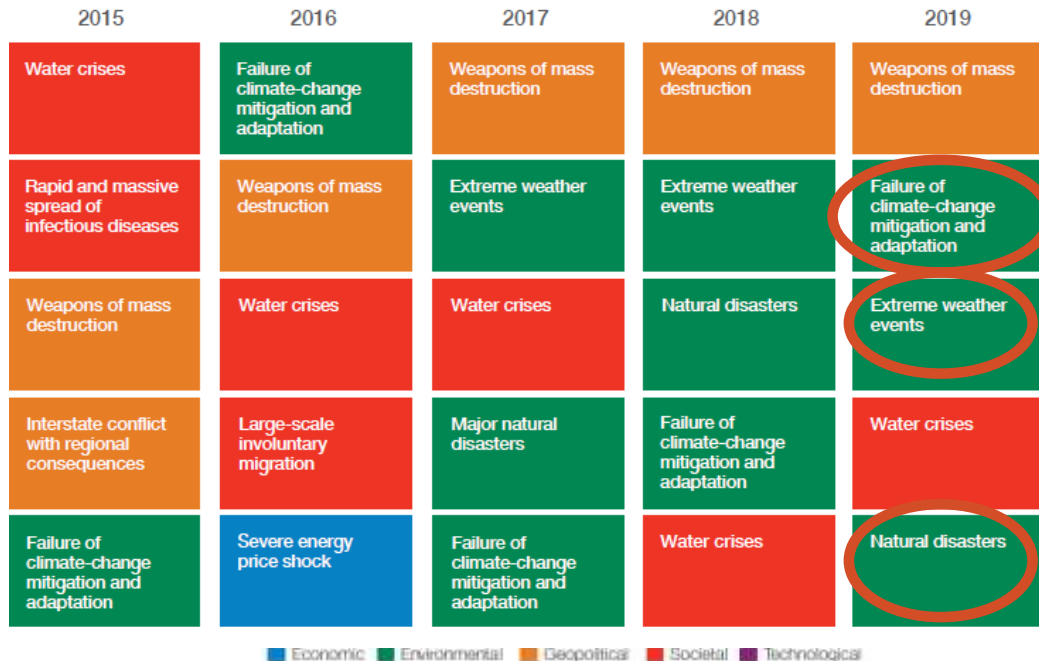 2015 2016 2017 2018 2019
Water crises
Failure of
climate-change
mitigation and
adaptation
Weapons of mass
destruction
Weapons of mass
destruction
Weapons of mass
destruction
Rapid and massive
spread of
infectious diseases
Weapons of mass
destruction
Extreme weather
events
Extreme weather
events
Failure of
climate-change
mitigation and
adaptation
Weapons of mass
destruction
Water crises
Water crises
Natural disasters
Extreme weather
events
Interstate conflict
with regional
consequences
Large-scale
involuntary
migration
Major natural
disasters
Failure of
climate-change
mitigation and
adaptation
Water crises
Failure of
climate-change
mitigation and
adaptation
Severe energy
price shock
Failure of
climate-change
mitigation and
adaptation
Water crises
Natural disasters
Economic Environmental Geopolitical Societal Technological